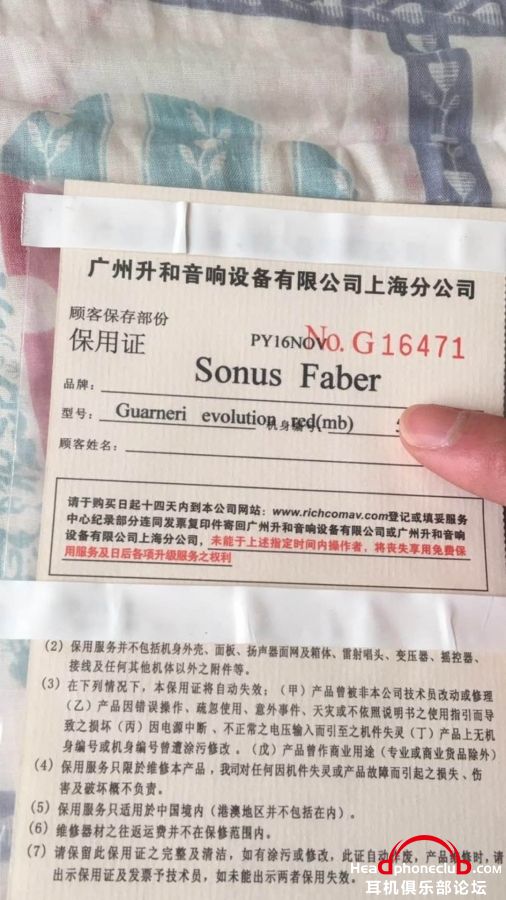 广州升和音响设备有限公司上海分公司
顾客保存部份
保用证
PY16NOV
No. G 16471
Sonus Faber
品牌:
型号: Guarneri evolution red(mb)
机身编号:
顾客姓名:
请于购买日起十四天内到本公司网站: www.richcomav.com登记或填妥服务
中心纪录部分连同发票复印件寄回广州升和音响设备有限公司或广州升和音响
设备有限公司上海分公司, 未能于上述指定时间内操作者, 将丧失享用免费保
用服务及日后各项升级服务之权利
(2) 保用服务并不包括机身外壳、面板、扬声器面网及箱体、雷射唱头、变压器、摇控器、
接线及任何其他机体以外之附件等。
(3) 在下列情况下, 本保用证将自动失效; (甲) 产品曾被非本公司技术员改动或修理
(乙) 产品因错误操作、疏忽使用、意外事件、天灾或不依照说明书之使用指引而导
致之损坏 (丙) 因电源中断 、不正常之电压输入而引至之机件失灵 (丁) 产品上无机
身编号或机身编号曾遭涂污修改 。(戊) 产品曾作商业用途 (专业或商业货品除外)
(4) 保用服务只限於维修本产品 , 我司对任何因机件失灵或产品故障而引起之损失、伤
害及破坏概不负责。
(5) 保用服务只适用於中国境内 (港澳地区并不包括在内) 。
(6) 维修器材之往返运费并不在保修范围内。
(7) 请保留此保用证之完整及清洁, 如有涂污或修改, 此证自动作废, 产品维修时, 请
出示保用证及发票予技术员, 如未能出示两者保用失效。
Headphoneclub.com
耳机俱乐部论坛